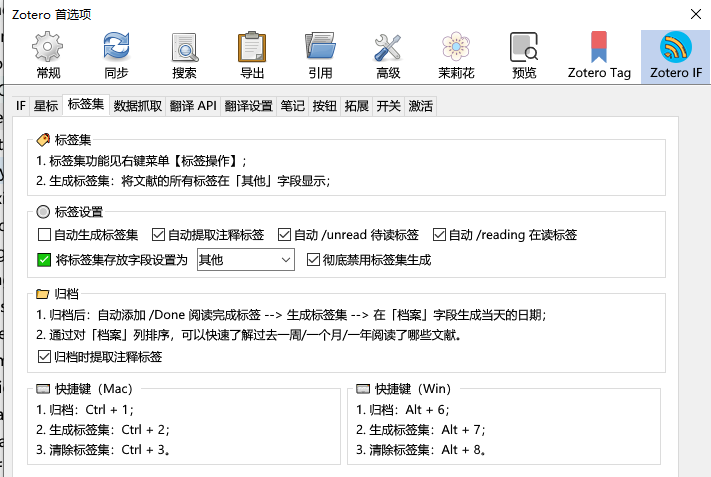 Zotero 首选项
常规 同步 搜索 导出 引用 高级 茉莉花 预览 Zotero Tag Zotero IF
IF 星标 标签集 数据抓取 翻译 API 翻译设置 笔记 按钮 拓展 开关 激活
标签集
1. 标签集功能见右键菜单【标签操作】;
2. 生成标签集：将文献的所有标签在「其他」字段显示;
标签设置
自动生成标签集 自动提取注释标签 自动 /unread 待读标签 自动 /reading 在读标签
将标签集存放字段设置为 其他 彻底禁用标签集生成
归档
1. 归档后：自动添加 /Done 阅读完成标签 --> 生成标签集 --> 在「档案」字段生成当天的日期;
2. 通过对「档案」列排序，可以快速了解过去一周/一个月/一年阅读了哪些文献。
归档时提取注释标签
快捷键（Mac）
1. 归档：Ctrl + 1;
2. 生成标签集：Ctrl + 2;
3. 清除标签集：Ctrl + 3。
快捷键（Win）
1. 归档：Alt + 6;
2. 生成标签集：Alt + 7;
3. 清除标签集：Alt + 8。